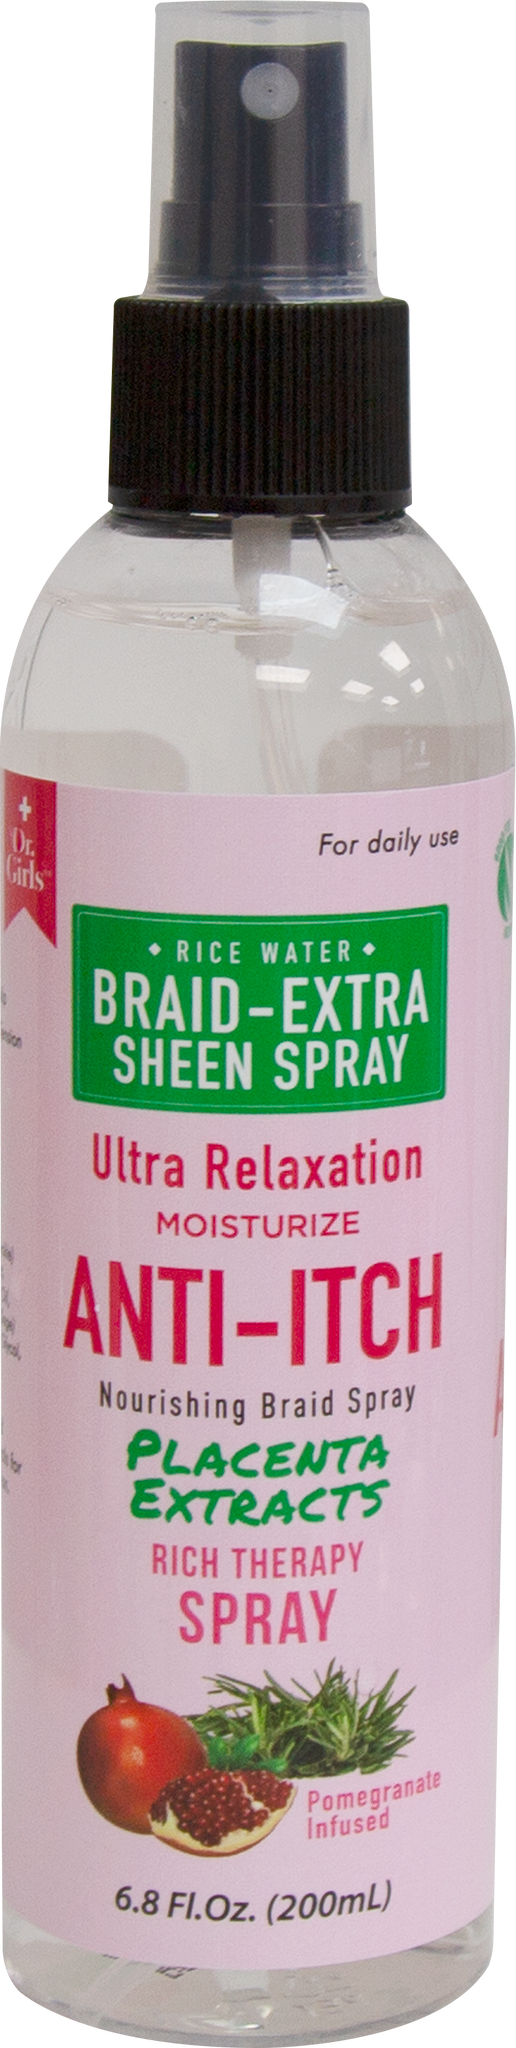 Dr.
Girls
For daily use
RICE WATER
BRAID-EXTRA
SHEEN SPRAY
Ultra Relaxation
MOISTURIZE
ANTI-ITCH
Nourishing Braid Spray
PLACENTA
EXTRACTS
RICH THERAPY
SPRAY
Pomegranate
Infused
6.8 Fl.Oz. (200mL)